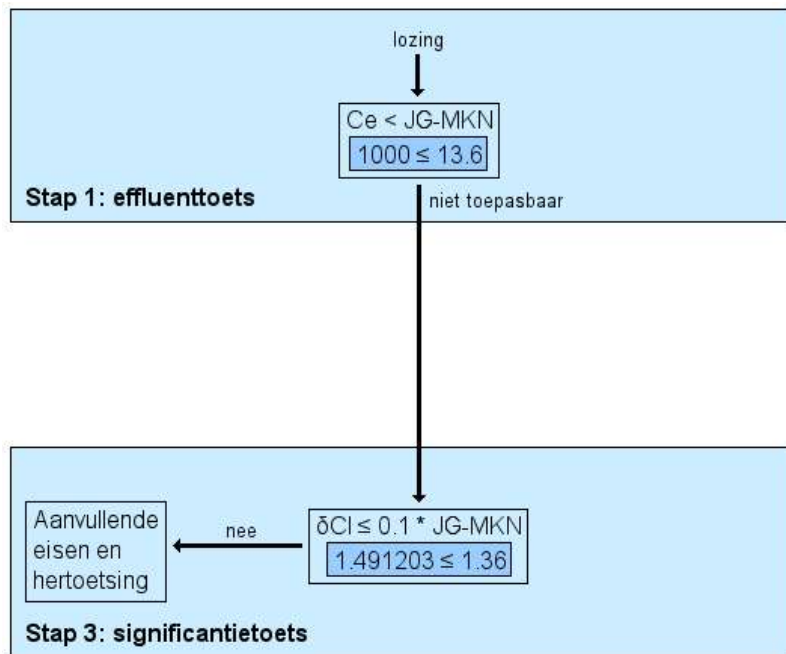 lozing
Ce < JG-MKN
1000 ≤ 13.6
Stap 1: effluenttoets
niet toepasbaar
Aanvullende
eisen en
hertoetsing
nee
δCl ≤ 0.1 * JG-MKN
1.491203 ≤ 1.36
Stap 3: significantietoets